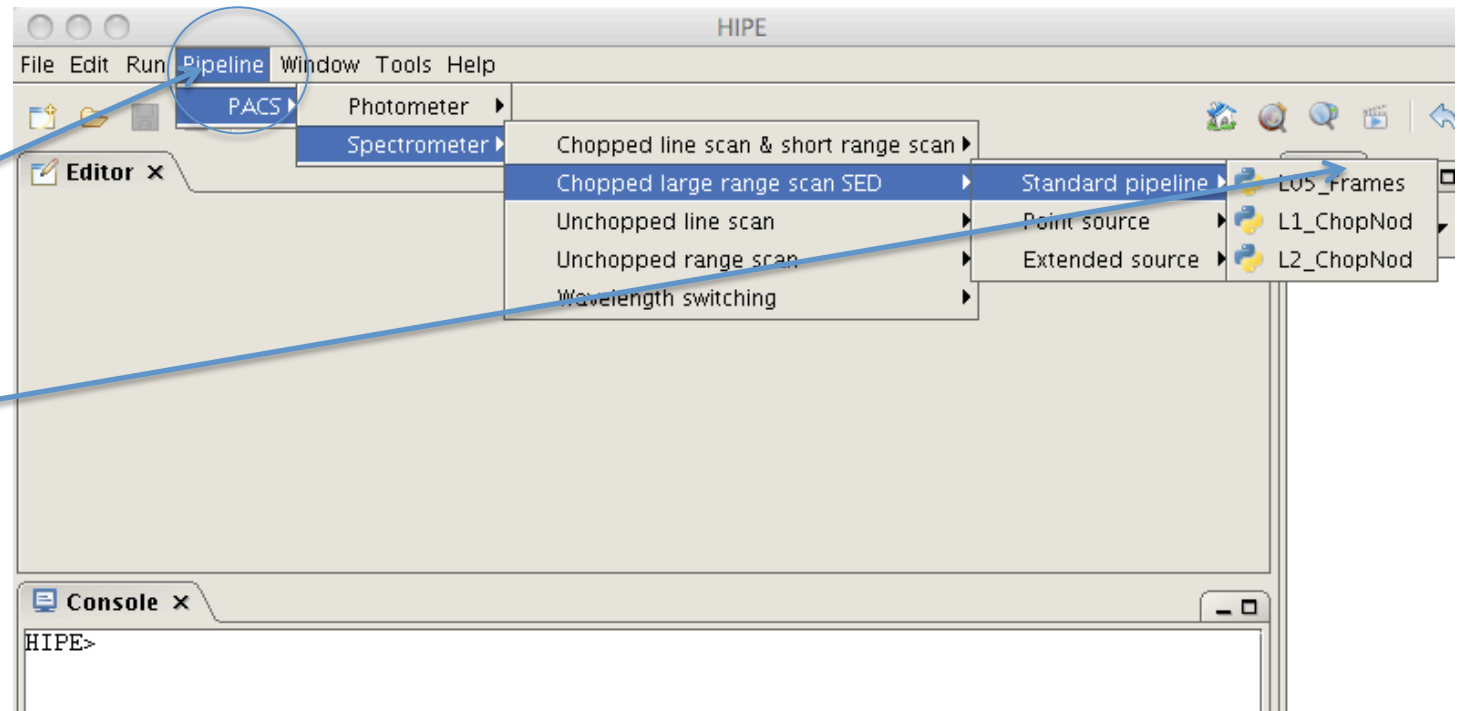 HIPE
File Edit Run Pipeline Window Tools Help
PACS
Photometer
Spectrometer
Chopped line scan & short range scan
Chopped large range scan SED
Unchopped line scan
Unchopped range scan
Wavelength switching
Standard pipeline
Point source
Extended source
L05_Frames
L1_ChopNod
L2_ChopNod
Editor
Console
HIPE>